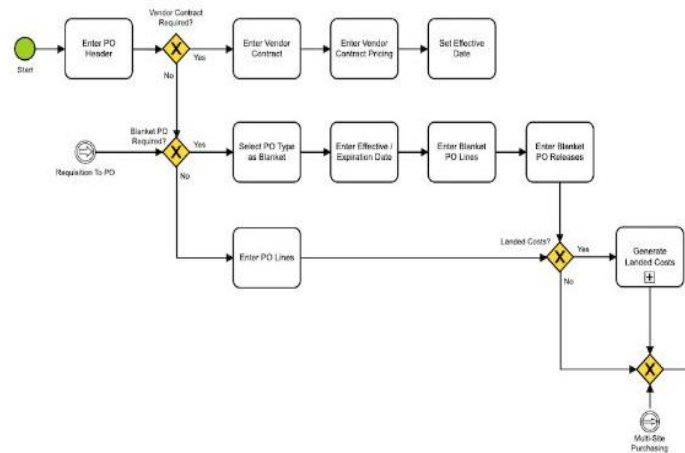 Vendor Contract
Required?
Enter PO
Header
Yes
Enter Vendor
Contract
Enter Vendor
Contract Pricing
Set Effective
Date
Start
No
Blanket PO
Required?
Yes
Select PO Type
as Blanket
Enter Effective /
Expiration Date
Enter Blanket
PO Lines
Enter Blanket
PO Releases
Requisition To PO
No
Enter PO Lines
Landed Costs?
Yes
Generate
Landed Costs
No
Multi-Site
Purchasing